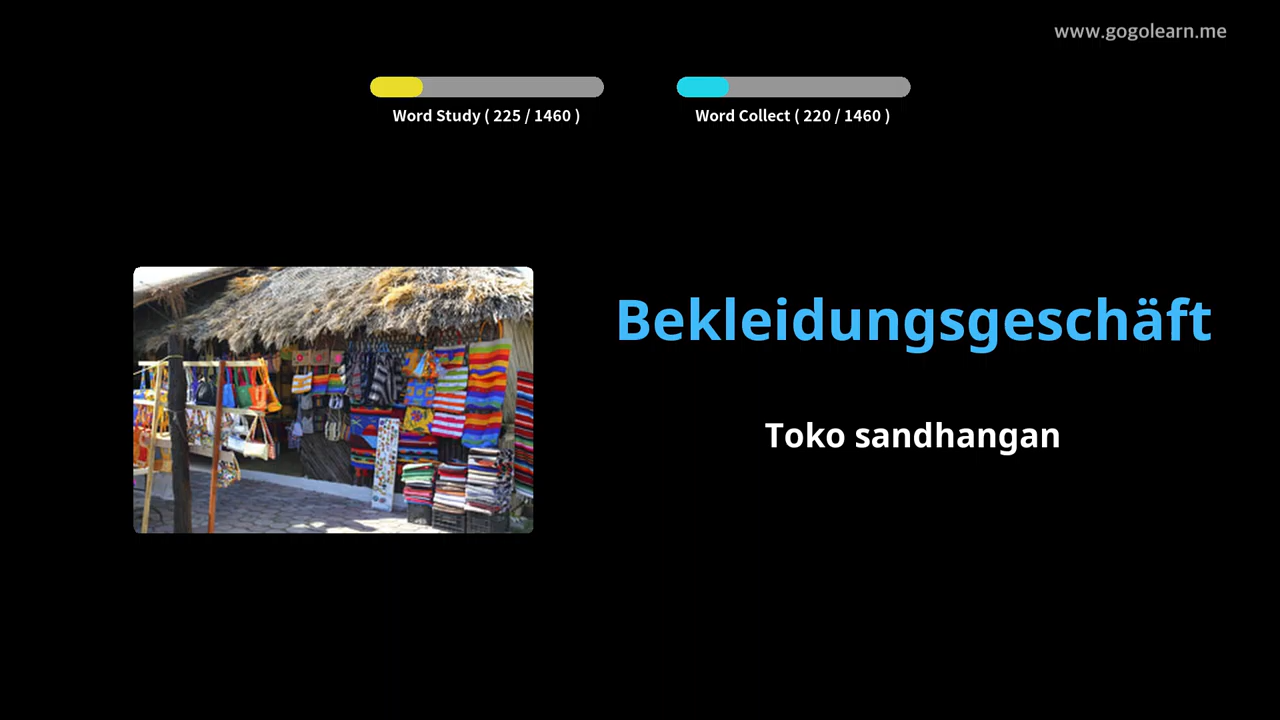 www.gogolearn.me
Word Study ( 225 / 1460 )
Word Collect ( 220 / 1460 )
Bekleidungsgeschäft
Toko sandhangan